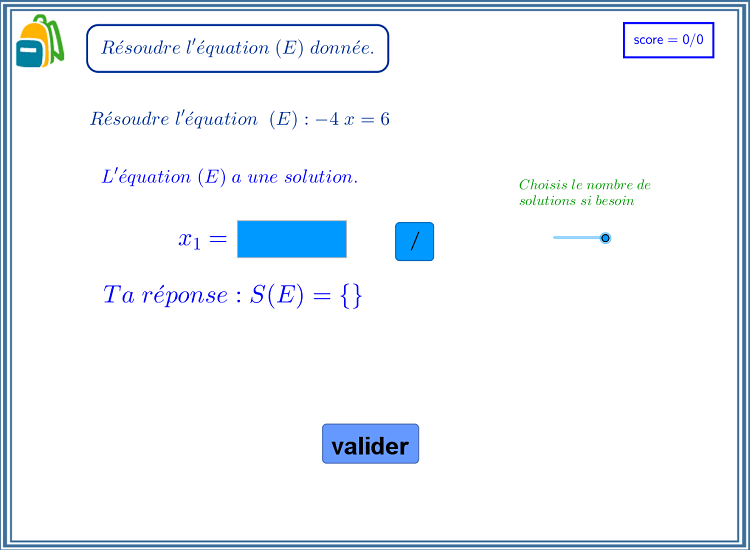 Résoudre l'équation (E) donnée.
score = 0/0
Résoudre l'équation (E) : −4 x = 6
L'équation (E) a une solution.
Choisis le nombre de
solutions si besoin
x₁ =
/
Ta réponse : S(E) = {}
valider